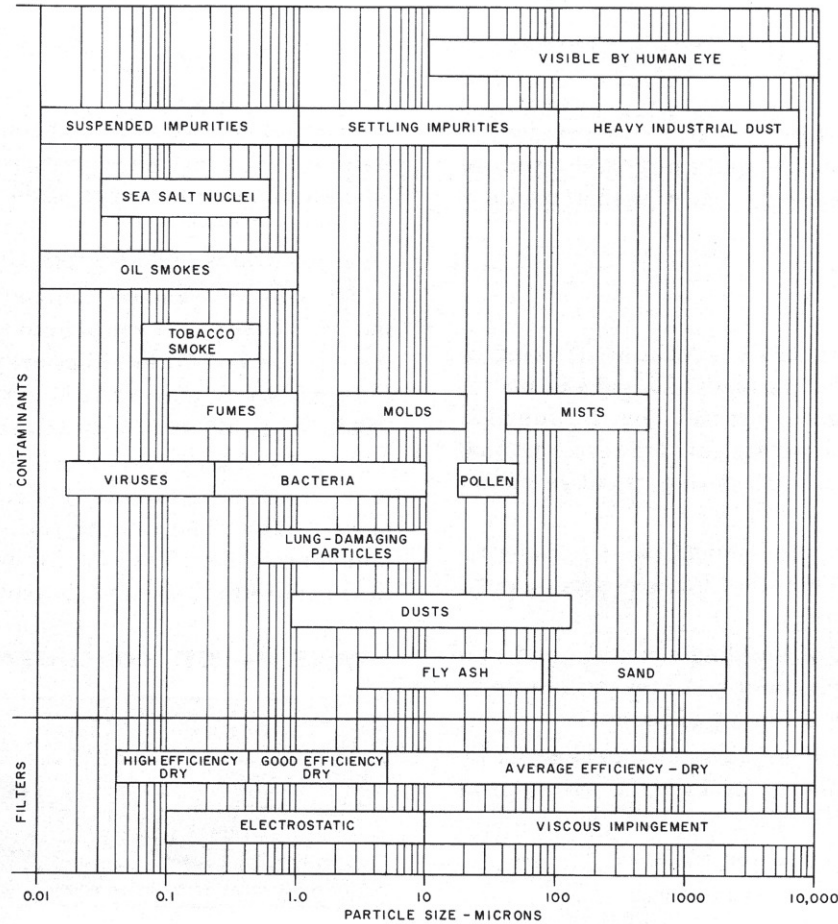 VISIBLE BY HUMAN EYE
SUSPENDED IMPURITIES
SETTLING IMPURITIES
HEAVY INDUSTRIAL DUST
SEA SALT NUCLEI
OIL SMOKES
TOBACCO
SMOKE
FUMES
MOLDS
MISTS
VIRUSES
BACTERIA
POLLEN
LUNG-DAMAGING
PARTICLES
DUSTS
FLY ASH
SAND
CONTAMINANTS
HIGH EFFICIENCY
DRY
GOOD EFFICIENCY
DRY
AVERAGE EFFICIENCY - DRY
ELECTROSTATIC
VISCOUS IMPINGEMENT
FILTERS
0.01
0.1
1.0
10
100
1000
10,000
PARTICLE SIZE - MICRONS